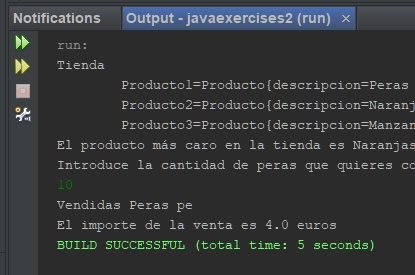 Notifications Output - javaexercises2 (run) ×
run:
Tienda
Producto1=Producto{descripcion=Peras
Producto2=Producto{descripcion=Naranj
Producto3=Producto{descripcion=Manzan
El producto más caro en la tienda es Naranjas
Introduce la cantidad de peras que quieres co
10
Vendidas Peras pe
El importe de la venta es 4.0 euros
BUILD SUCCESSFUL (total time: 5 seconds)